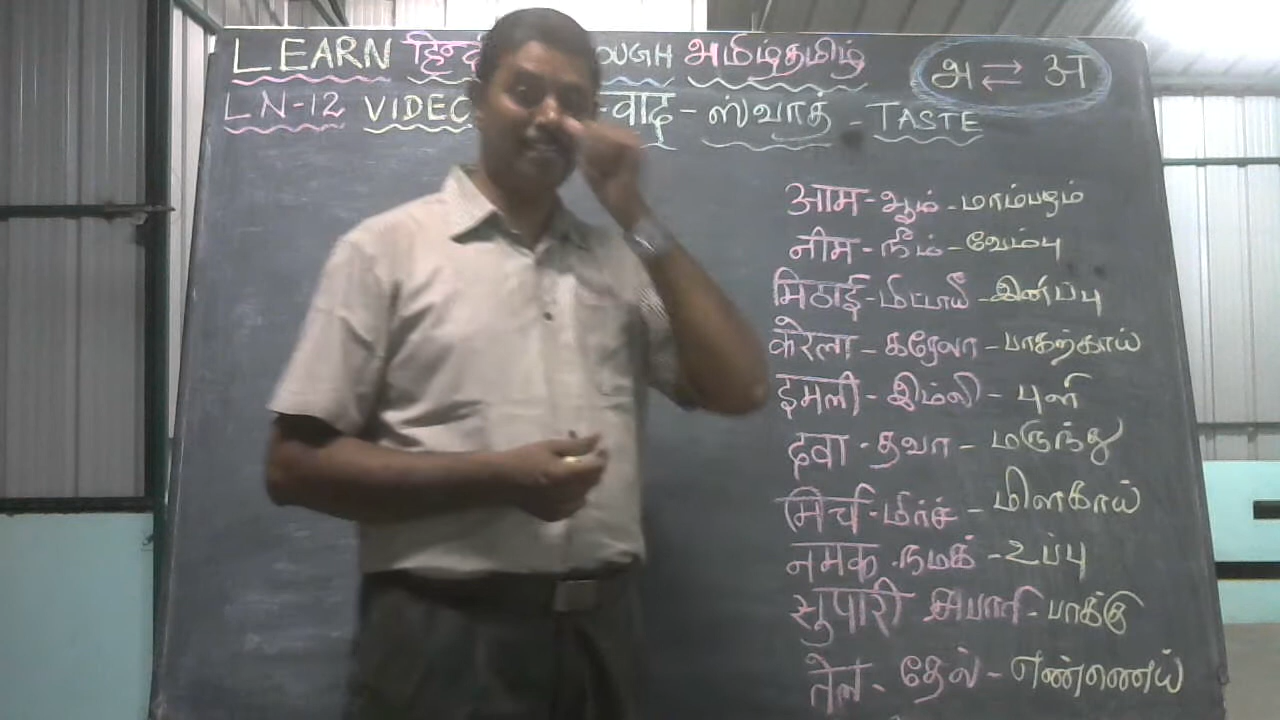 LEARN हिन्दी OUGH அமிழ்தமிழ் அ ⇄ अ
LN-12 VIDEO - वाद - ஸ்வாத் - TASTE
आम - ஆம் - மாம்பழம்
नीम - நீம் - வேம்பு
मिठाई - மிடாயீ - இனிப்பு
करेला - கரேலா - பாகற்காய்
इमली - இம்லி - புளி
दवा - தவா - மருந்து
मिर्च - மிர்ச் - மிளகாய்
नमक - நமக் - உப்பு
सुपारी - சுபாரி - பாக்கு
तेल - தேல் - எண்ணெய்